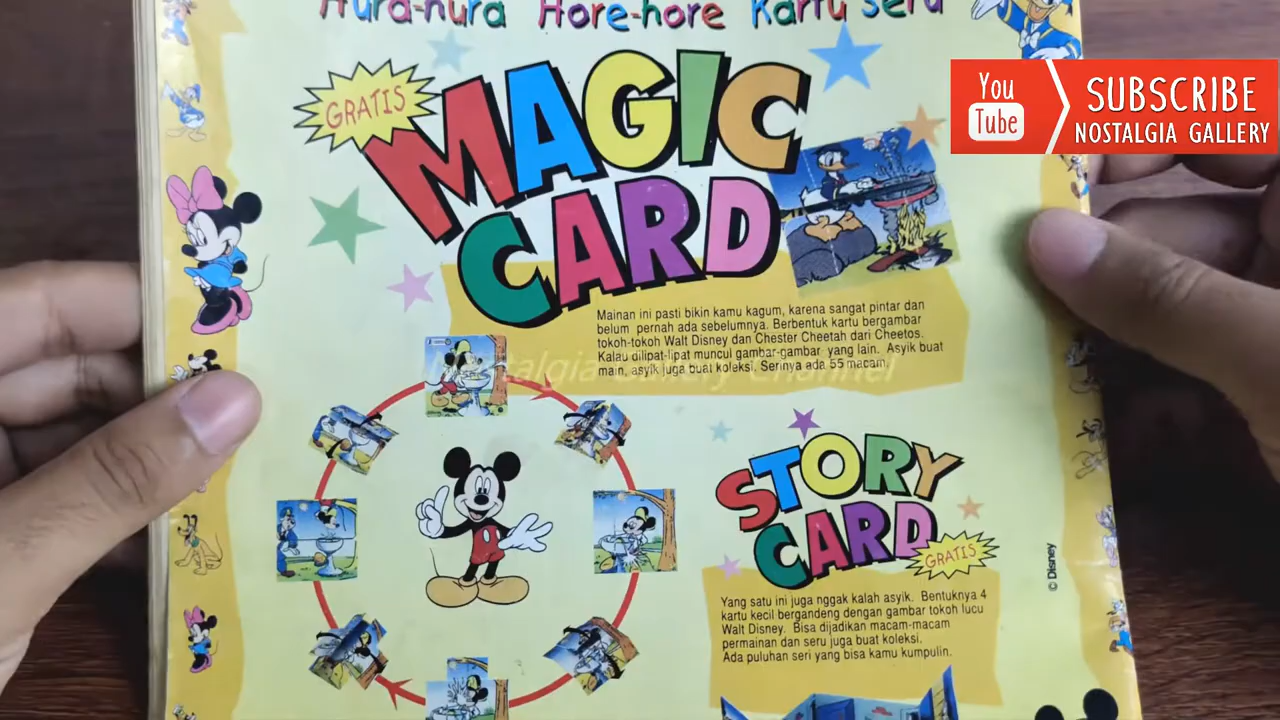 Hura-hura Hore-hore Kartu Seru
GRATIS
MAGIC
CARD
You
Tube
SUBSCRIBE
NOSTALGIA GALLERY
Mainan ini pasti bikin kamu kagum, karena sangat pintar dan
belum pernah ada sebelumnya. Berbentuk kartu bergambar
tokoh-tokoh Walt Disney dan Chester Cheetah dari Cheetos.
Kalau dilipat-lipat muncul gambar-gambar yang lain. Asyik buat
main, asyik juga buat koleksi. Serinya ada 55 macam.
Nostalgia Gallery Channel
STORY
CARD
GRATIS
Yang satu ini juga nggak kalah asyik. Bentuknya 4
kartu kecil bergandeng dengan gambar tokoh lucu
Walt Disney. Bisa dijadikan macam-macam
permainan dan seru juga buat koleksi.
Ada puluhan seri yang bisa kamu kumpulin.
© Disney